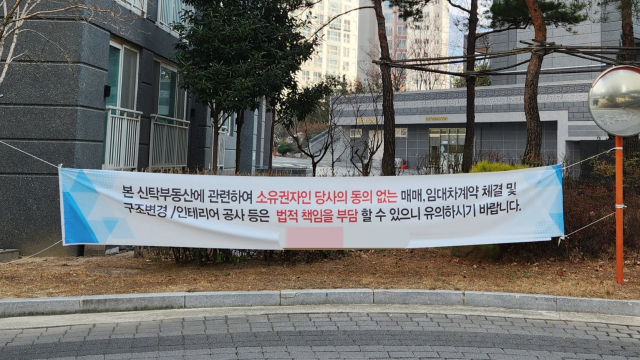 본 신탁부동산에 관련하여 소유권자인 당사의 동의 없는 매매,임대차계약 체결 및
구조변경 /인테리어 공사 등은 법적 책임을 부담 할 수 있으니 유의하시기 바랍니다.